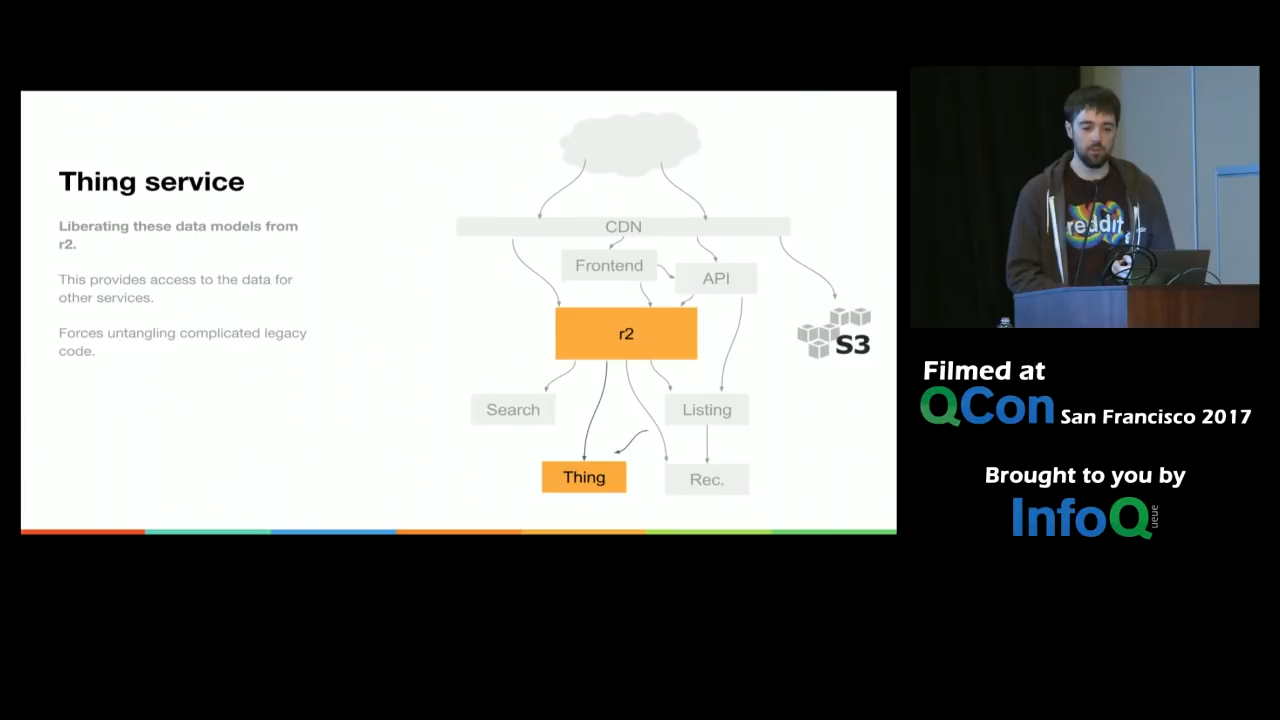 Thing service
Liberating these data models from
r2.
This provides access to the data for
other services.
Forces untangling complicated legacy
code.
CDN
Frontend
API
r2
S3
Search
Listing
Thing
Rec.
reddit
Filmed at
QCon San Francisco 2017
Brought to you by
InfoQ
ueue